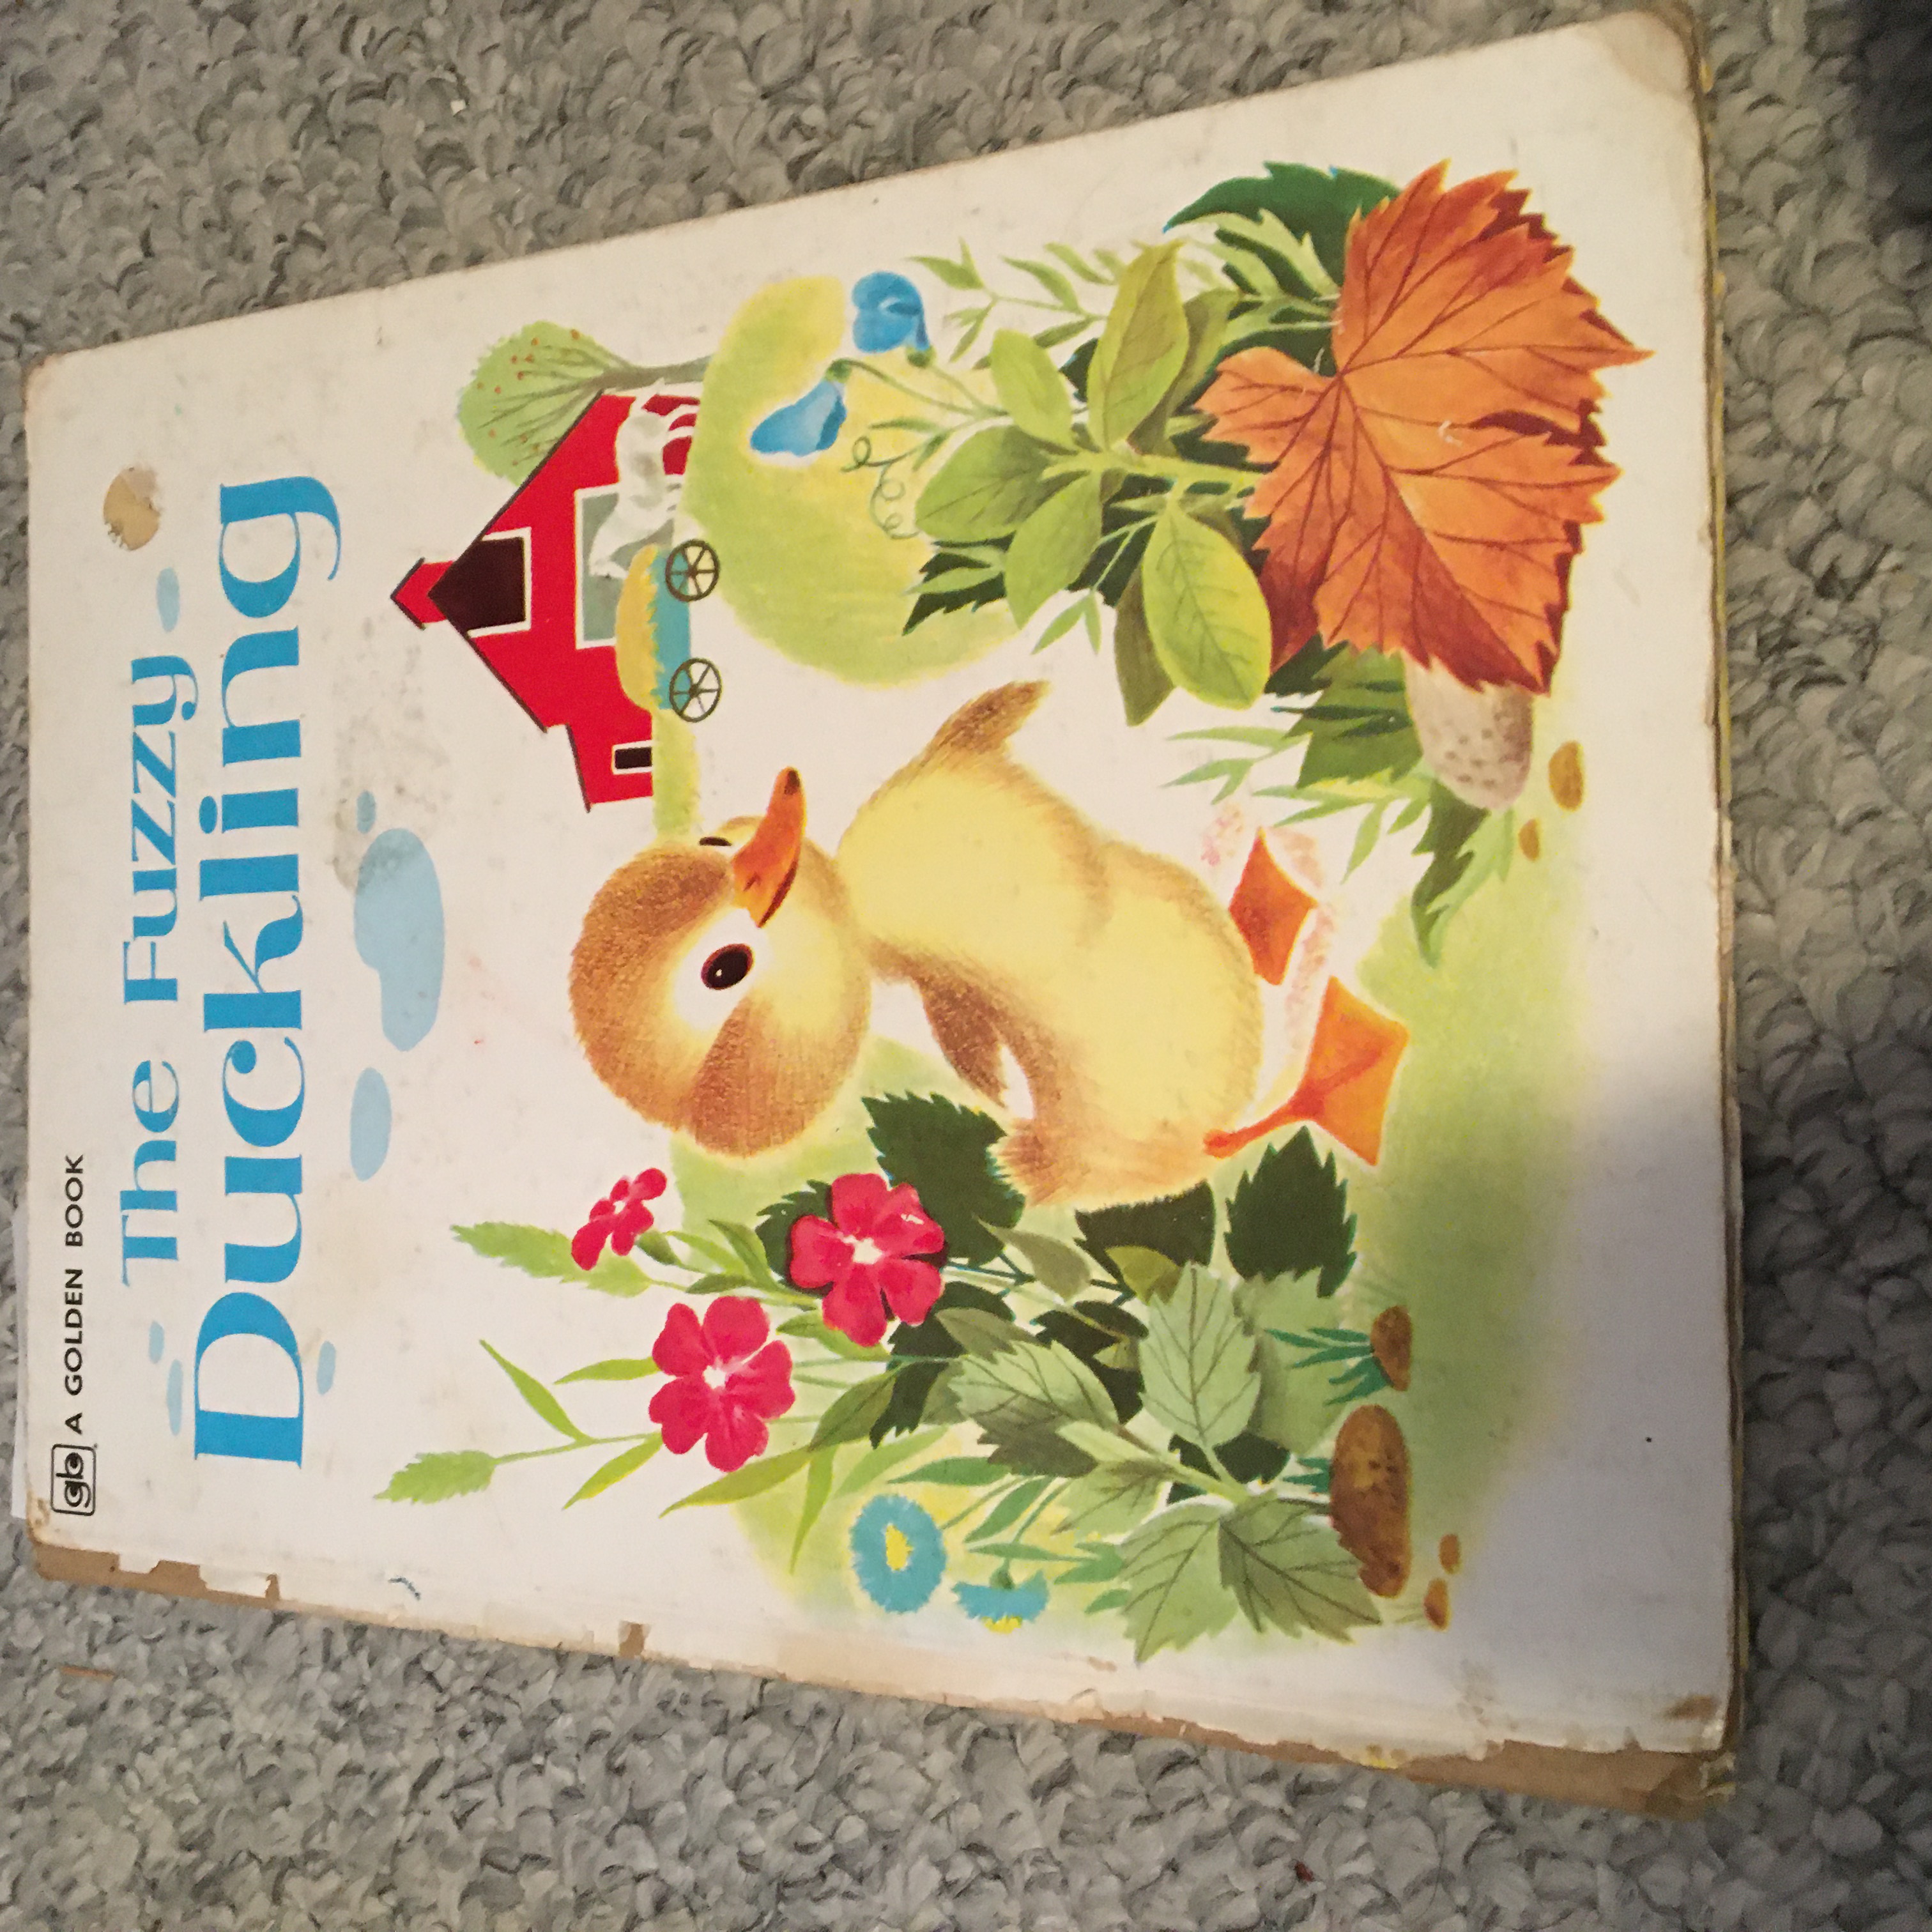 gb A GOLDEN BOOK
The Fuzzy
Duckling